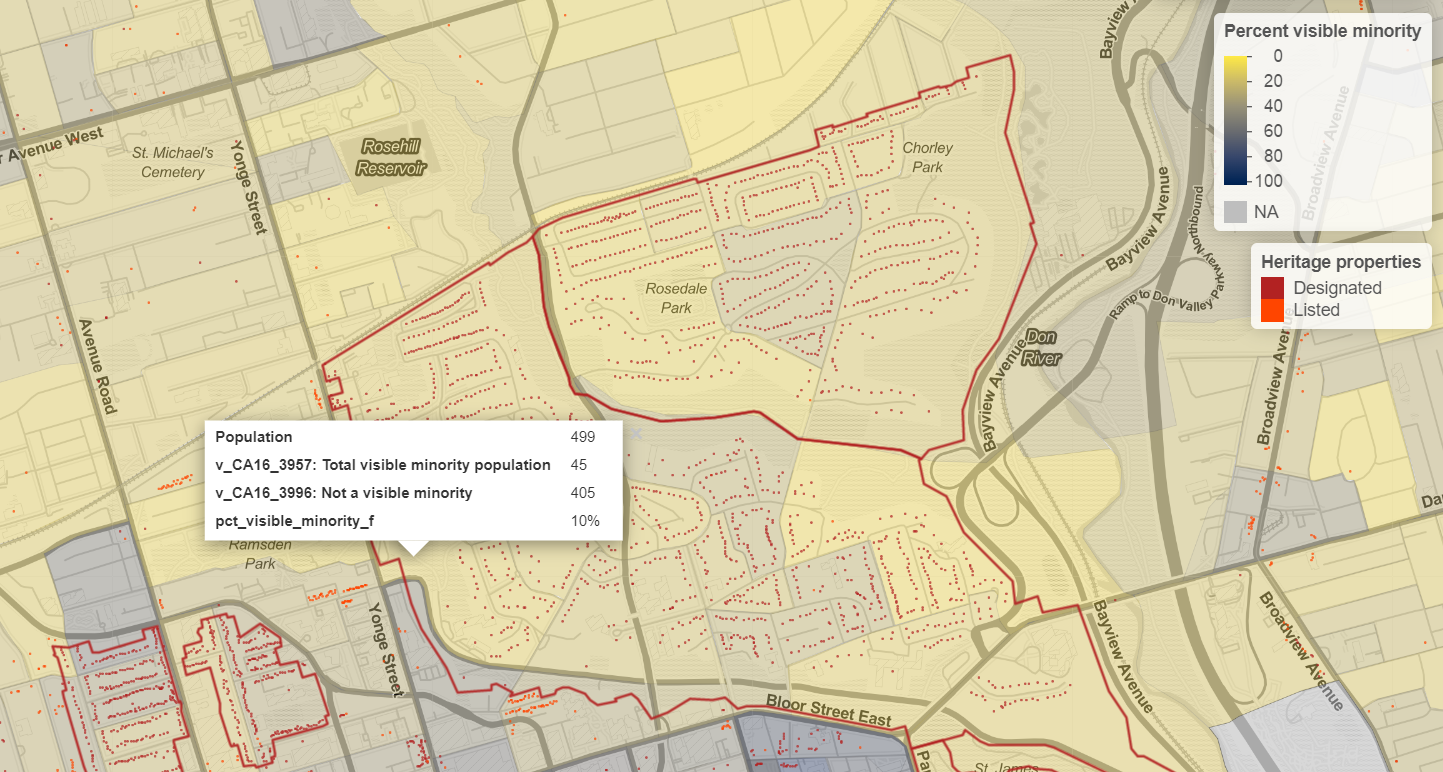 Bayview
Percent visible minority
0
20
40
60
80
100
NA
Heritage properties
Designated
Listed
Avenue West
St. Michael's
Cemetery
Yonge Street
Rosehill
Reservoir
Chorley
Park
Bayview Avenue
Northbound
Ramp to Don Valley Parkway
Broadview Avenue
Rosedale
Park
Avenue Road
Don
River
Bayview Avenue
Broadview Avenue
Population 499
v_CA16_3957: Total visible minority population 45
v_CA16_3996: Not a visible minority 405
pct_visible_minority_f 10%
Ramsden
Park
Yonge Street
Bayview Avenue
Broadview Avenue
Bloor Street East
St. James